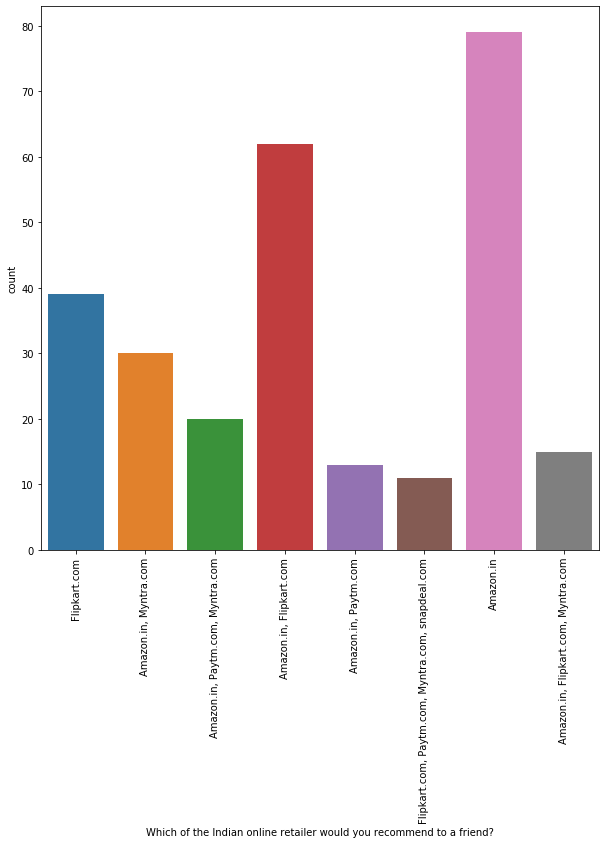 80
70
60
50
40
30
20
10
0
count
Flipkart.com
Amazon.in, Myntra.com
Amazon.in, Paytm.com, Myntra.com
Amazon.in, Flipkart.com
Amazon.in, Paytm.com
Flipkart.com, Paytm.com, Myntra.com, snapdeal.com
Amazon.in
Amazon.in, Flipkart.com, Myntra.com
Which of the Indian online retailer would you recommend to a friend?